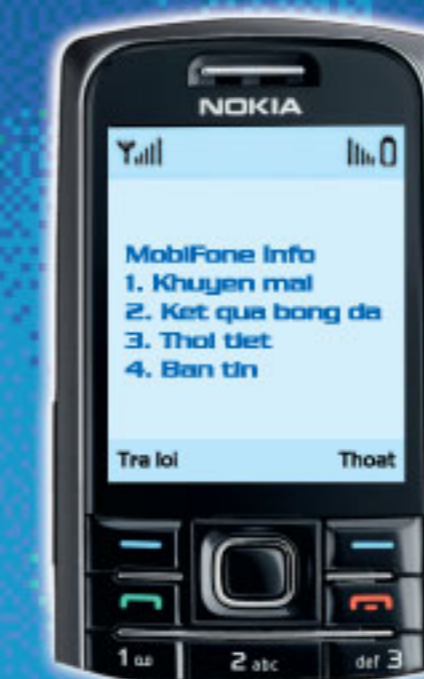 NOKIA
MobiFone Info
1. Khuyen mai
2. Ket qua bong da
3. Thoi tiet
4. Ban tin
Tra loi Thoat
1 2 abc def 3